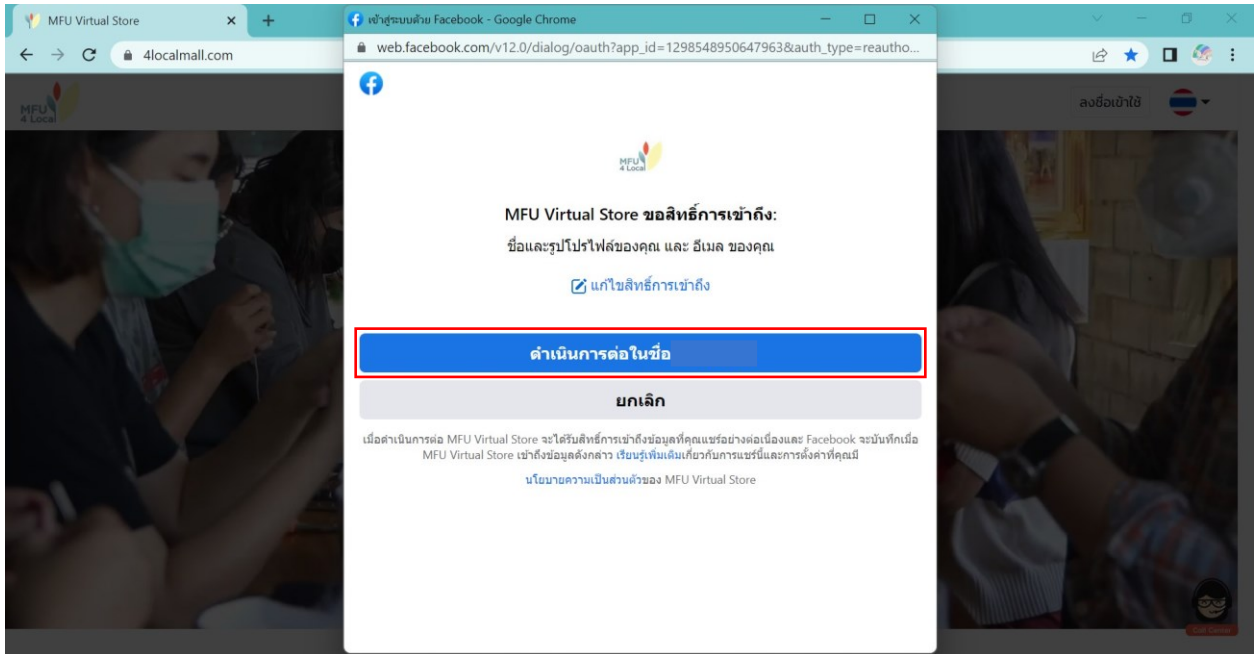 MFU Virtual Store
เข้าสู่ระบบด้วย Facebook - Google Chrome
4localmall.com
web.facebook.com/v12.0/dialog/oauth?app_id=1298548950647963&auth_type=reautho...
MFU
4 Local
ลงชื่อเข้าใช้
MFU
4 Local
MFU Virtual Store ขอสิทธิ์การเข้าถึง:
ชื่อและรูปโปรไฟล์ของคุณ และ อีเมล ของคุณ
แก้ไขสิทธิ์การเข้าถึง
ดำเนินการต่อในชื่อ
ยกเลิก
เมื่อดำเนินการต่อ MFU Virtual Store จะได้รับสิทธิ์การเข้าถึงข้อมูลที่คุณแชร์อย่างต่อเนื่องและ Facebook จะบันทึกเมื่อ
MFU Virtual Store เข้าถึงข้อมูลดังกล่าว เรียนรู้เพิ่มเติมเกี่ยวกับการแชร์นี้และการตั้งค่าที่คุณมี
นโยบายความเป็นส่วนตัวของ MFU Virtual Store
Call Center